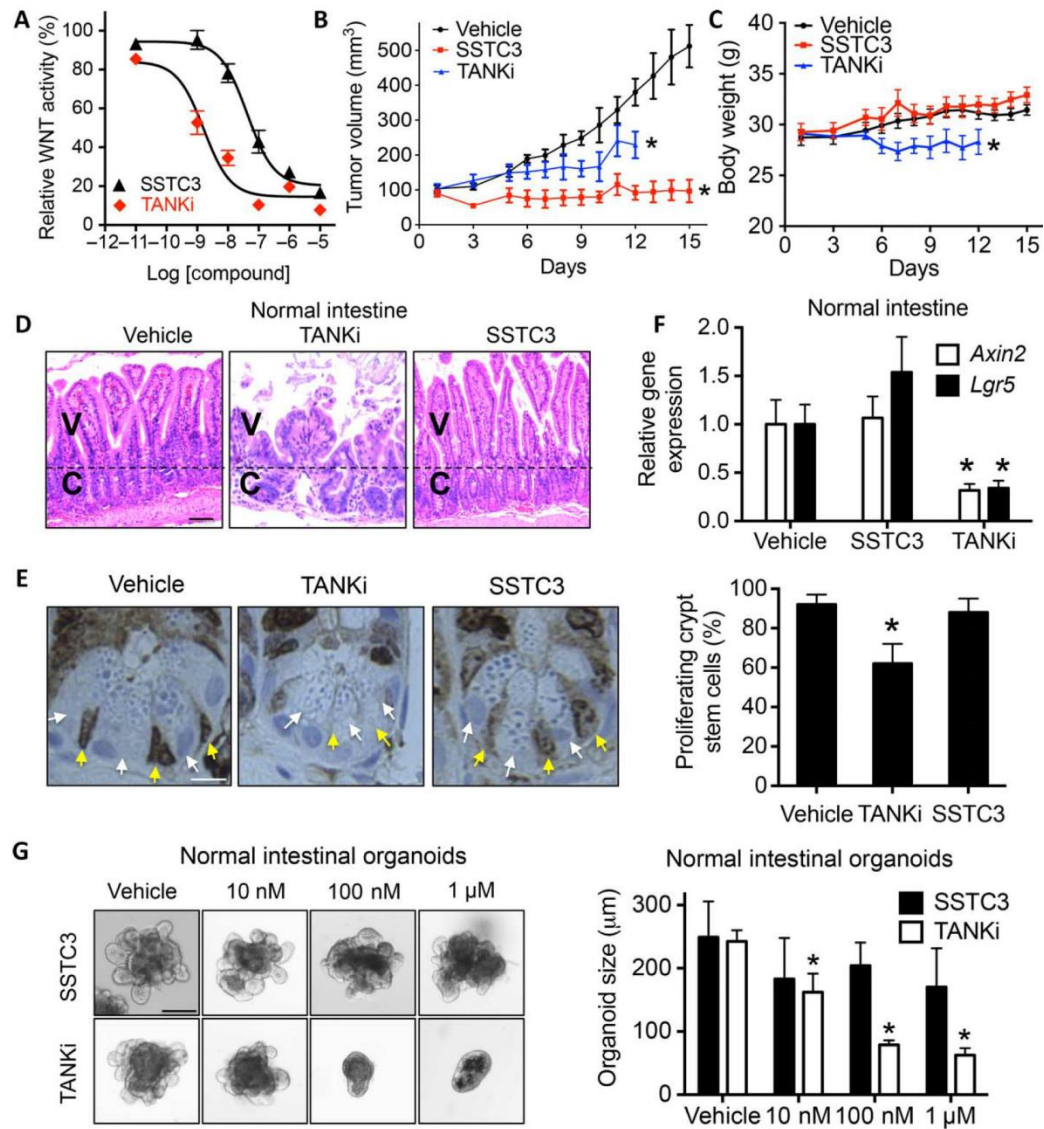 A
Relative WNT activity (%)
100
80
60
40
20
0
SSTC3
TANKi
−12 −11 −10 −9 −8 −7 −6 −5
Log [compound]
B
Tumor volume (mm3)
500
400
300
200
100
0
Vehicle
SSTC3
TANKi
*
*
0 3 6 9 12 15
Days
C
Body weight (g)
40
35
30
25
20
Vehicle
SSTC3
TANKi
*
0 3 6 9 12 15
Days
D
Normal intestine
Vehicle TANKi SSTC3
V V V
C C C
E
Vehicle TANKi SSTC3
Proliferating crypt
stem cells (%)
100
80
60
40
20
0
*
Vehicle TANKi SSTC3
F
Normal intestine
Relative gene
expression
2.0
1.5
1.0
0.5
0.0
Axin2
Lgr5
* *
Vehicle SSTC3 TANKi
G
Normal intestinal organoids
Vehicle 10 nM 100 nM 1 µM
SSTC3
TANKi
Normal intestinal organoids
Organoid size (µm)
300
200
100
0
SSTC3
TANKi
* * *
Vehicle 10 nM 100 nM 1 µM